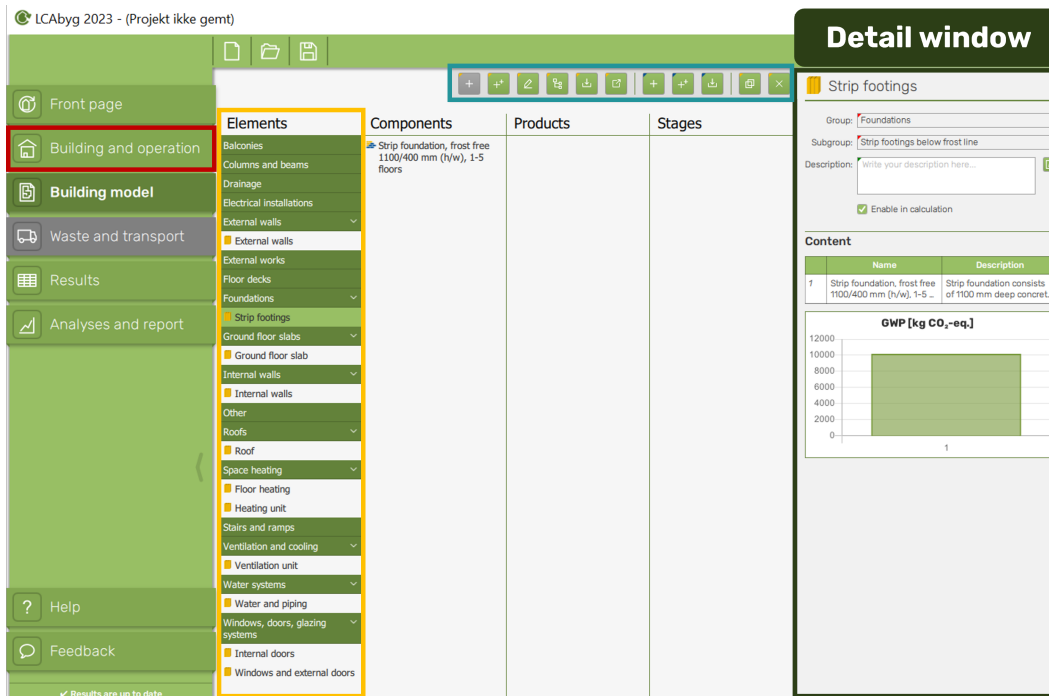 LCAbyg 2023 - (Projekt ikke gemt)
Detail window
Front page
Building and operation
Building model
Waste and transport
Results
Analyses and report
Help
Feedback
✔ Results are up to date
Elements
Balconies
Columns and beams
Drainage
Electrical installations
External walls
External walls
External works
Floor decks
Foundations
Strip footings
Ground floor slabs
Ground floor slab
Internal walls
Internal walls
Other
Roofs
Roof
Space heating
Floor heating
Heating unit
Stairs and ramps
Ventilation and cooling
Ventilation unit
Water systems
Water and piping
Windows, doors, glazing
systems
Internal doors
Windows and external doors
Components
Strip foundation, frost free
1100/400 mm (h/w), 1-5
floors
Products
Stages
Strip footings
Group: Foundations
Subgroup: Strip footings below frost line
Description: Write your description here...
Enable in calculation
Content
Name Description
1 Strip foundation, frost free Strip foundation consists
1100/400 mm (h/w), 1-5 ... of 1100 mm deep concret.
GWP [kg CO₂-eq.]
12000
10000
8000
6000
4000
2000
0
1